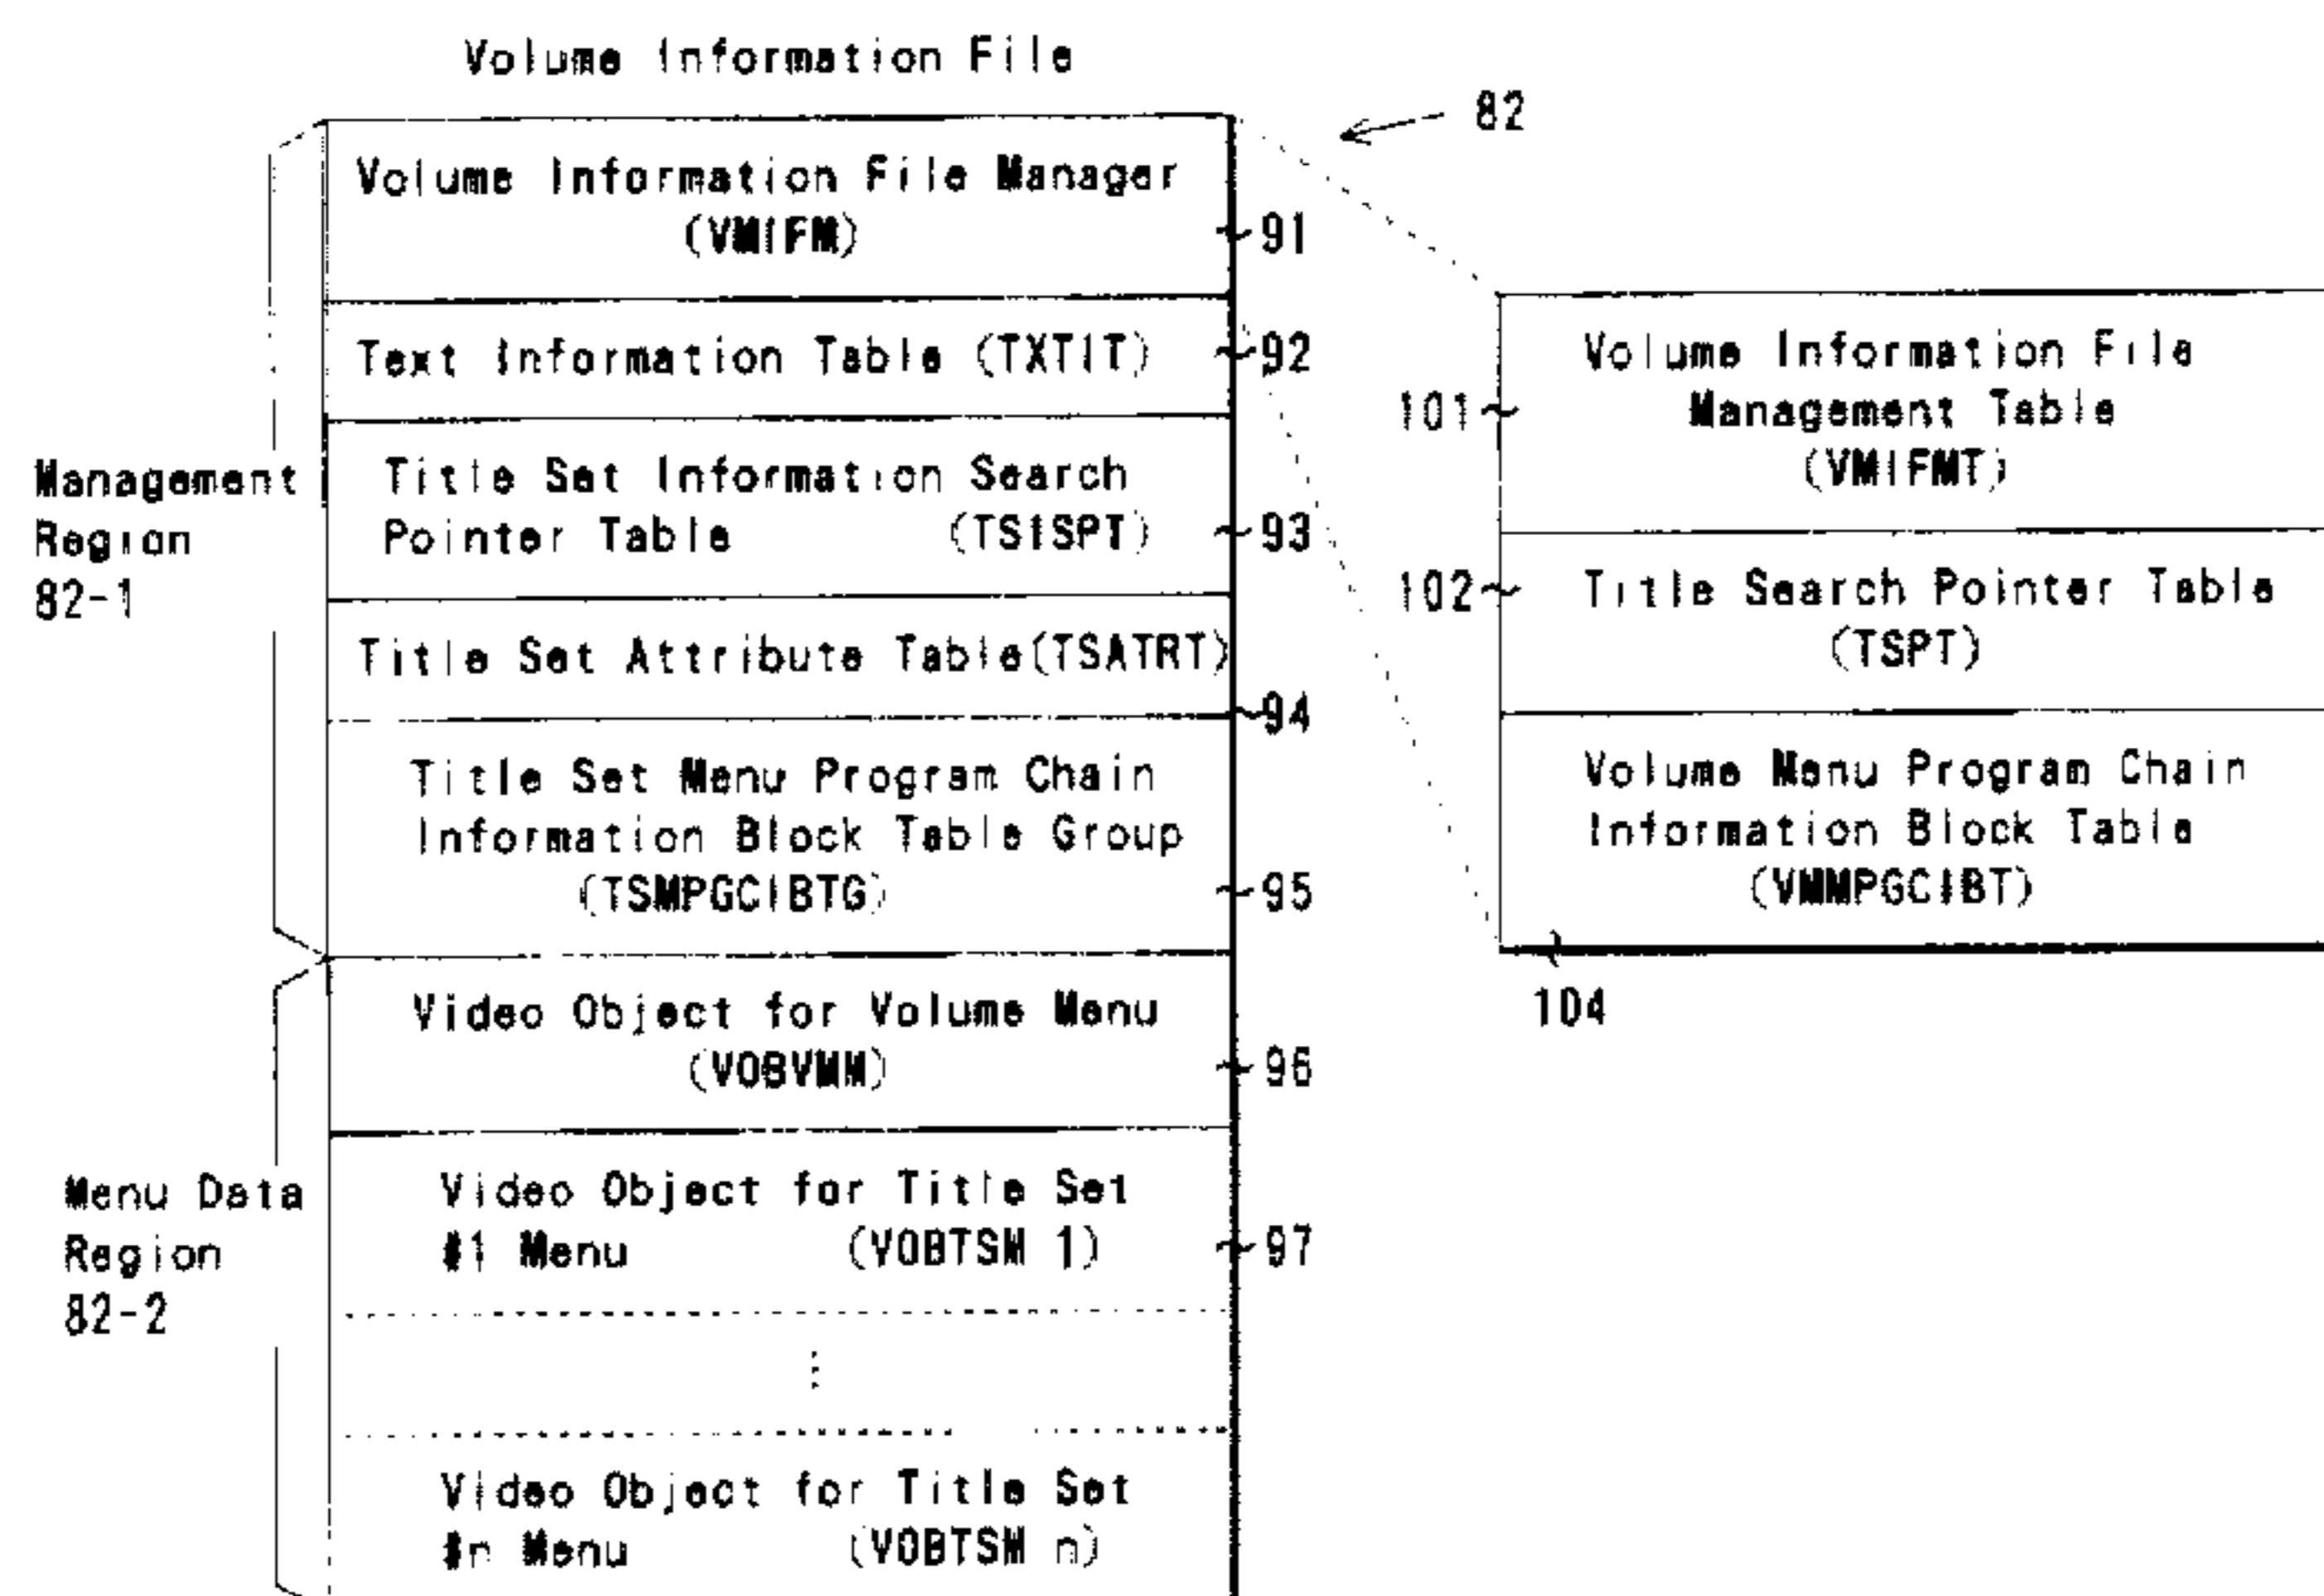 Volume Information File
82
Volume Information File Manager
(VMIFM)
91
Text Information Table (TXTIT)
92
Title Set Information Search
Pointer Table (TSISPT)
93
Title Set Attribute Table(TSATRT)
94
Title Set Menu Program Chain
Information Block Table Group
(TSMPGCIBTG)
95
Management
Region
82-1
Video Object for Volume Menu
(VOBVMM)
96
Video Object for Title Set
#1 Menu (VOBTSM 1)
97
Video Object for Title Set
#n Menu (VOBTSM n)
Menu Data
Region
82-2
Volume Information File
Management Table
(VMIFMT)
101
Title Search Pointer Table
(TSPT)
102
Volume Menu Program Chain
Information Block Table
(VMMPGCIBT)
104